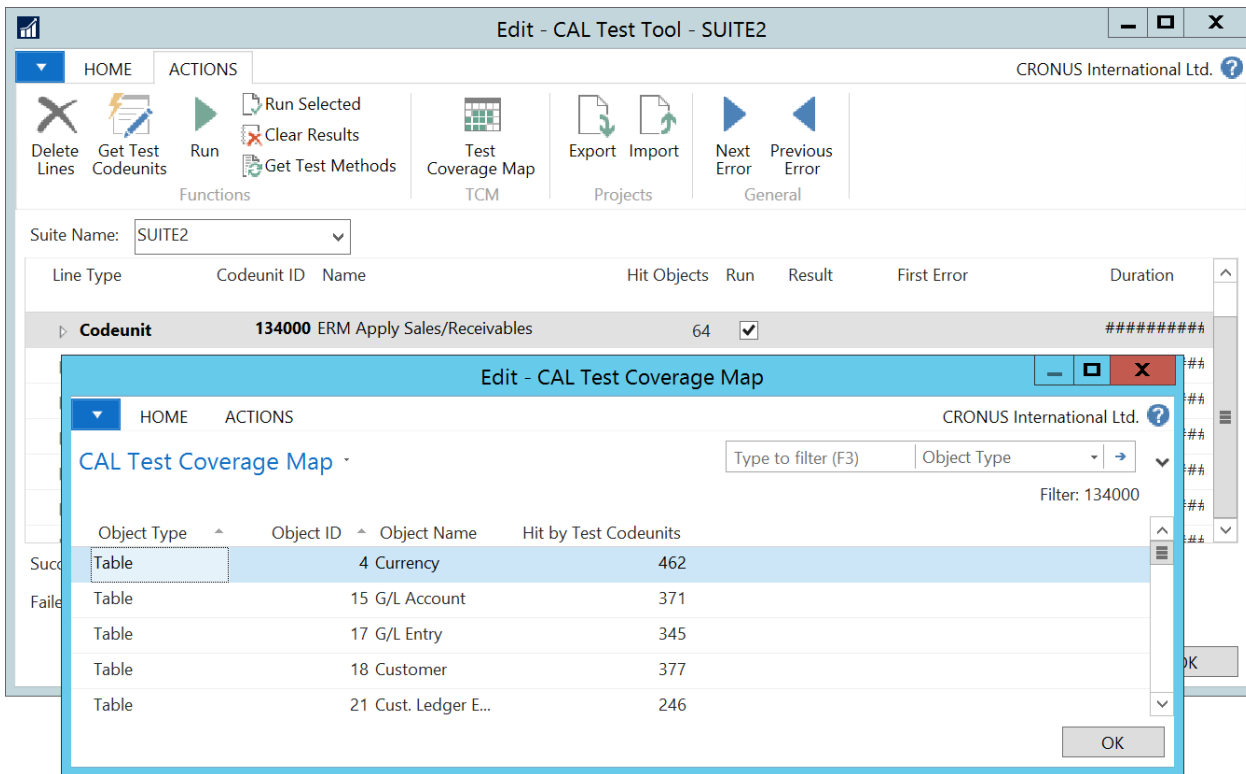 Edit - CAL Test Tool - SUITE2
HOME ACTIONS CRONUS International Ltd.
Delete Lines
Get Test Codeunits
Run
Run Selected
Clear Results
Get Test Methods
Functions
Test Coverage Map
TCM
Export Import
Projects
Next Error
Previous Error
General
Suite Name: SUITE2
Line Type Codeunit ID Name Hit Objects Run Result First Error Duration
Codeunit 134000 ERM Apply Sales/Receivables 64 ##########
Edit - CAL Test Coverage Map
HOME ACTIONS CRONUS International Ltd.
CAL Test Coverage Map
Type to filter (F3) Object Type
Filter: 134000
Object Type Object ID Object Name Hit by Test Codeunits
Table 4 Currency 462
Table 15 G/L Account 371
Table 17 G/L Entry 345
Table 18 Customer 377
Table 21 Cust. Ledger E... 246
OK